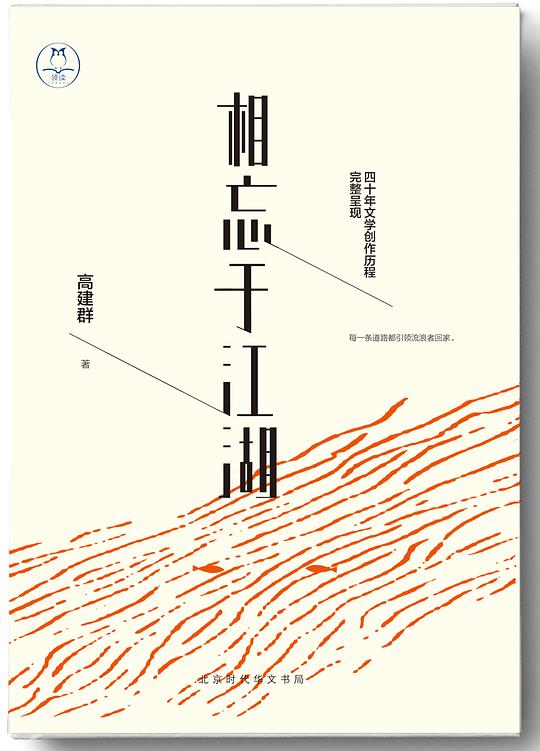 领读
相忘于江湖
四十年文学创作历程
完整呈现
每一条道路都引领流浪者回家。
高建群
著
北京时代华文书局